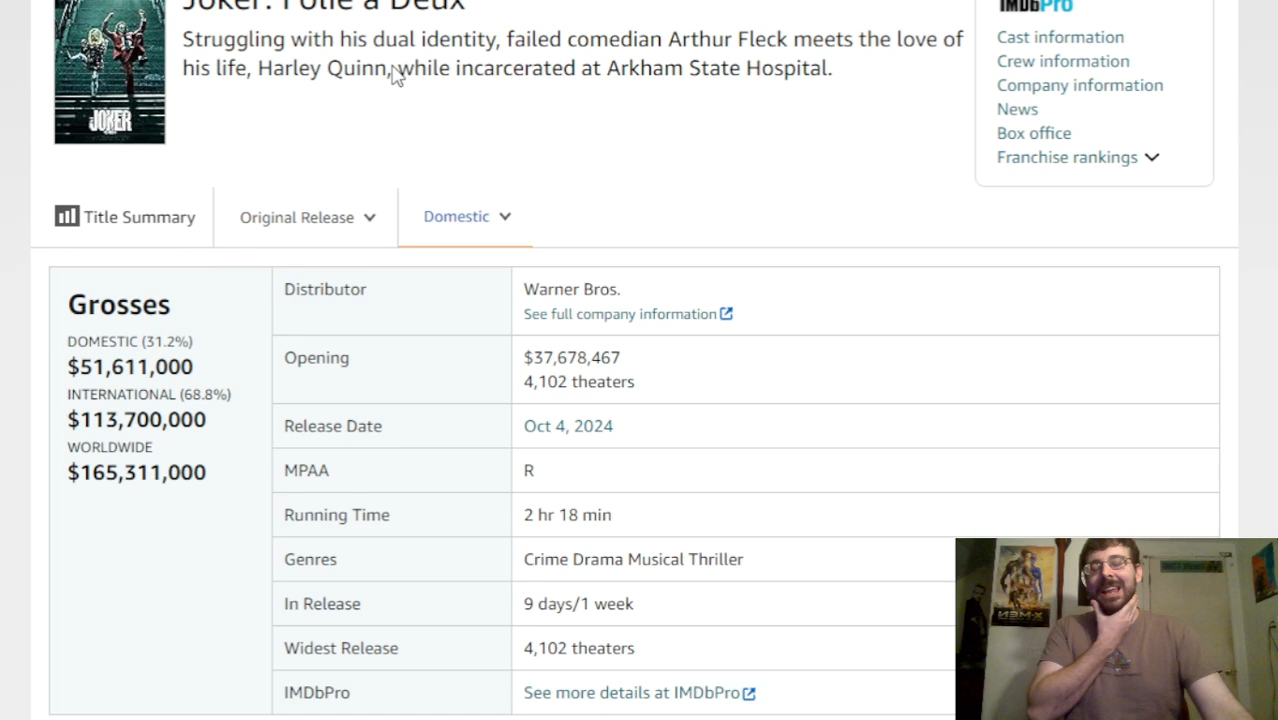 Joker: Folie à Deux
IMDbPro
Struggling with his dual identity, failed comedian Arthur Fleck meets the love of
his life, Harley Quinn, while incarcerated at Arkham State Hospital.
JOKER
Cast information
Crew information
Company information
News
Box office
Franchise rankings
Title Summary
Original Release
Domestic
Grosses
DOMESTIC (31.2%)
$51,611,000
INTERNATIONAL (68.8%)
$113,700,000
WORLDWIDE
$165,311,000
Distributor
Warner Bros.
See full company information
Opening
$37,678,467
4,102 theaters
Release Date
Oct 4, 2024
MPAA
R
Running Time
2 hr 18 min
Genres
Crime Drama Musical Thriller
In Release
9 days/1 week
Widest Release
4,102 theaters
IMDbPro
See more details at IMDbPro